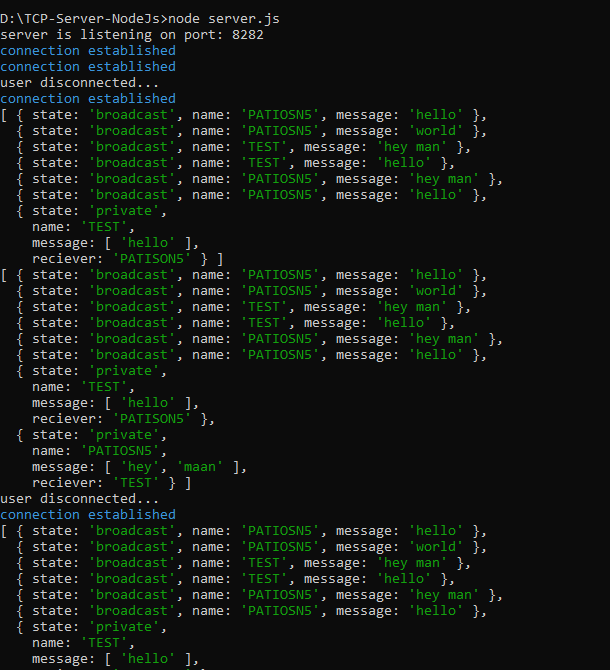 D:\TCP-Server-NodeJs>node server.js
server is listening on port: 8282
connection established
connection established
user disconnected...
connection established
[ { state: 'broadcast', name: 'PATIOSN5', message: 'hello' },
  { state: 'broadcast', name: 'PATIOSN5', message: 'world' },
  { state: 'broadcast', name: 'TEST', message: 'hey man' },
  { state: 'broadcast', name: 'TEST', message: 'hello' },
  { state: 'broadcast', name: 'PATIOSN5', message: 'hey man' },
  { state: 'broadcast', name: 'PATIOSN5', message: 'hello' },
  { state: 'private',
    name: 'TEST',
    message: [ 'hello' ],
    reciever: 'PATISON5' } ]
[ { state: 'broadcast', name: 'PATIOSN5', message: 'hello' },
  { state: 'broadcast', name: 'PATIOSN5', message: 'world' },
  { state: 'broadcast', name: 'TEST', message: 'hey man' },
  { state: 'broadcast', name: 'TEST', message: 'hello' },
  { state: 'broadcast', name: 'PATIOSN5', message: 'hey man' },
  { state: 'broadcast', name: 'PATIOSN5', message: 'hello' },
  { state: 'private',
    name: 'TEST',
    message: [ 'hello' ],
    reciever: 'PATISON5' },
  { state: 'private',
    name: 'PATIOSN5',
    message: [ 'hey', 'maan' ],
    reciever: 'TEST' } ]
user disconnected...
connection established
[ { state: 'broadcast', name: 'PATIOSN5', message: 'hello' },
  { state: 'broadcast', name: 'PATIOSN5', message: 'world' },
  { state: 'broadcast', name: 'TEST', message: 'hey man' },
  { state: 'broadcast', name: 'TEST', message: 'hello' },
  { state: 'broadcast', name: 'PATIOSN5', message: 'hey man' },
  { state: 'broadcast', name: 'PATIOSN5', message: 'hello' },
  { state: 'private',
    name: 'TEST',
    message: [ 'hello' ],